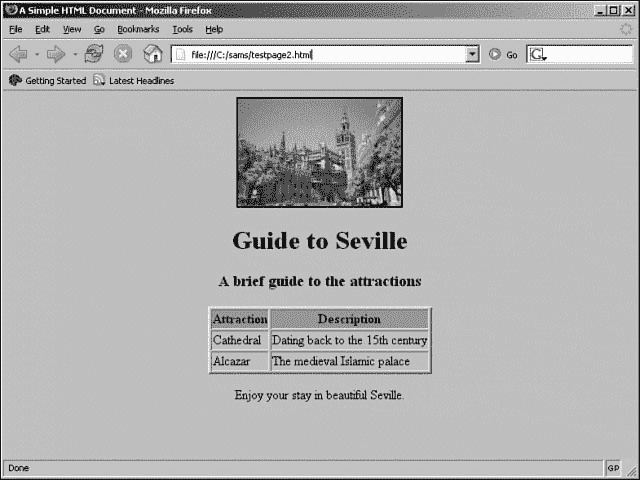 A Simple HTML Document - Mozilla Firefox
File Edit View Go Bookmarks Tools Help
file:///C:/sams/testpage2.html Go G
Getting Started Latest Headlines
Guide to Seville
A brief guide to the attractions
Attraction Description
Cathedral Dating back to the 15th century
Alcazar The medieval Islamic palace
Enjoy your stay in beautiful Seville.
Done GP